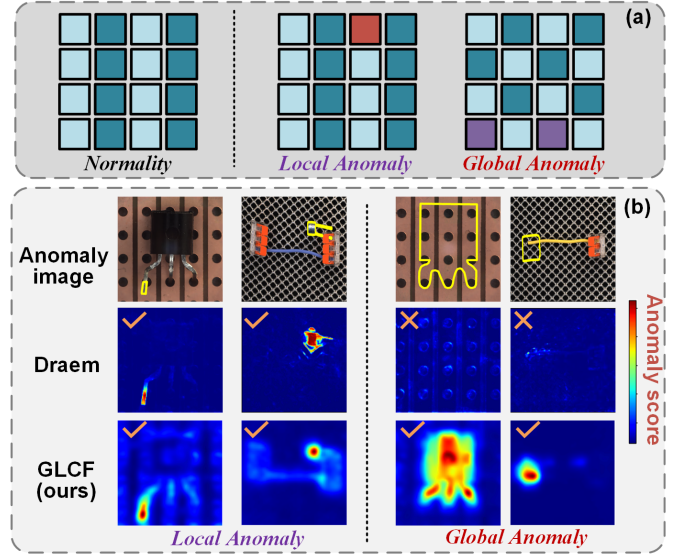 (a)
Normality
Local Anomaly
Global Anomaly
(b)
Anomaly
image
Draem
GLCF
(ours)
Anomaly score
Local Anomaly
Global Anomaly